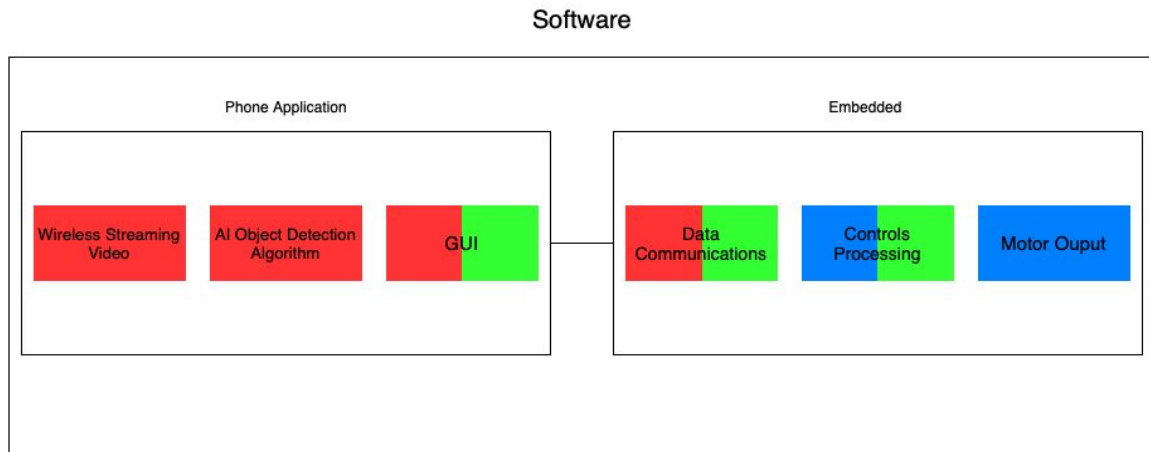 Software
Phone Application
Embedded
Wireless Streaming
Video
AI Object Detection
Algorithm
GUI
Data
Communications
Controls
Processing
Motor Ouput